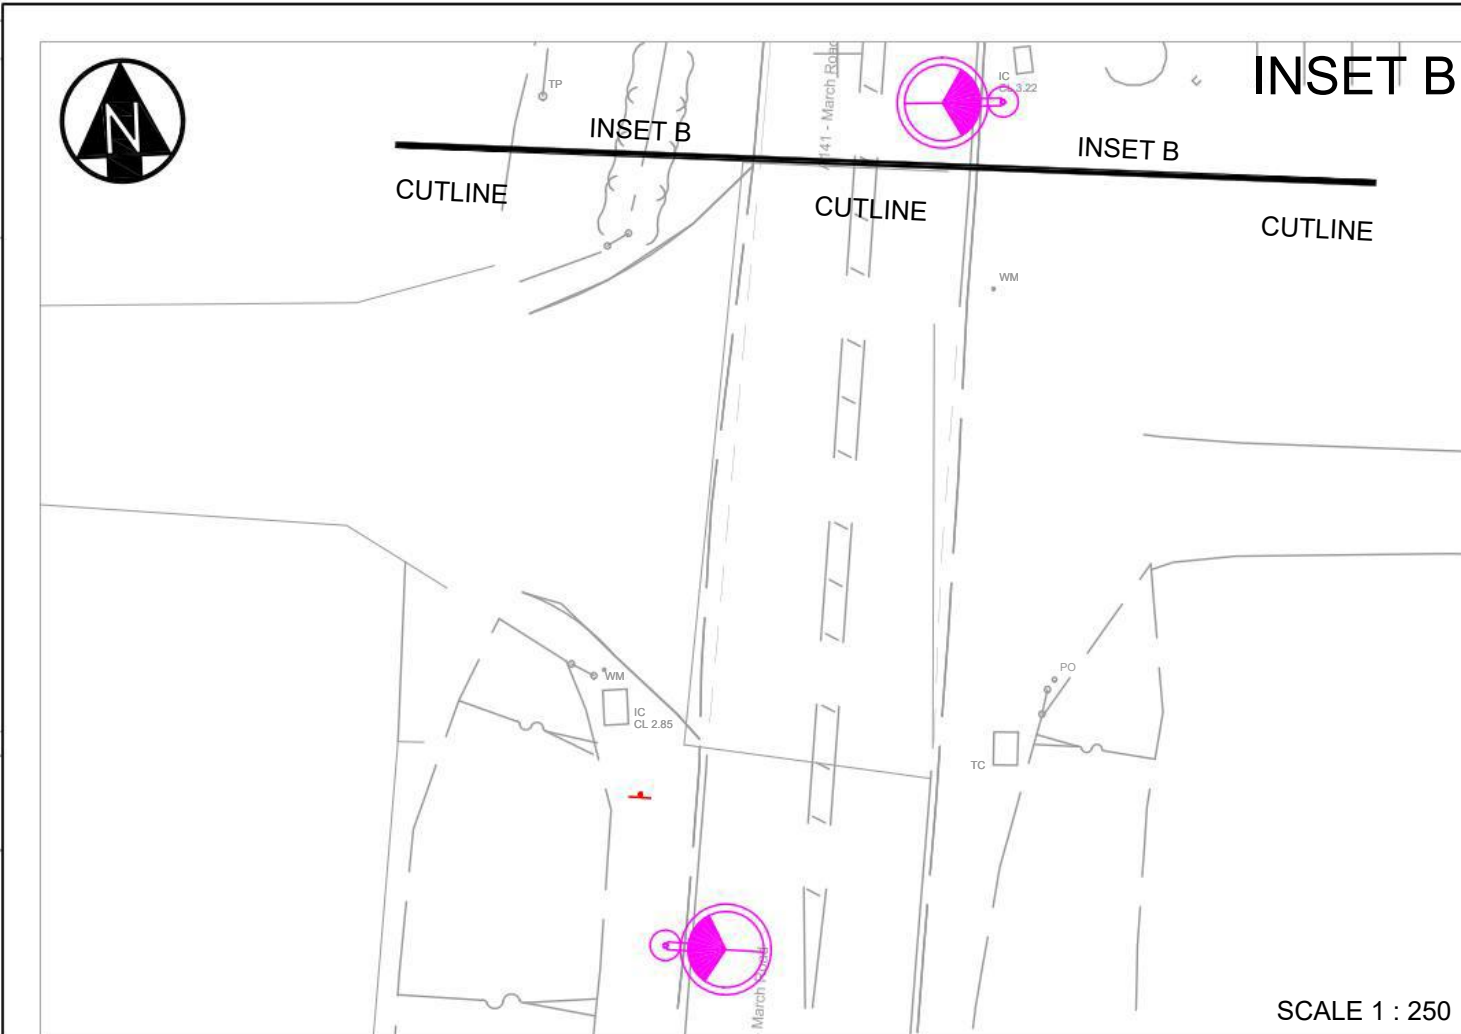 INSET B
N
TP
IC
CL 3.22
A141 - March Road
INSET B
INSET B
CUTLINE
CUTLINE
CUTLINE
WM
WM
IC
CL 2.85
PO
TC
March Road
SCALE 1 : 250